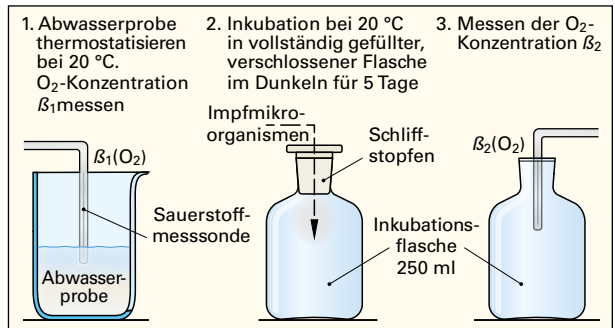 1. Abwasserprobe
thermostatisieren
bei 20 °C.
O₂-Konzentration
ß₁messen
2. Inkubation bei 20 °C
in vollständig gefüllter,
verschlossener Flasche
im Dunkeln für 5 Tage
3. Messen der O₂-
Konzentration ß₂
ß₁(O₂)
Sauerstoff-
messsonde
Abwasser-
probe
Impfmikro-
organismen
Schliff-
stopfen
Inkubations-
flasche
250 ml
ß₂(O₂)